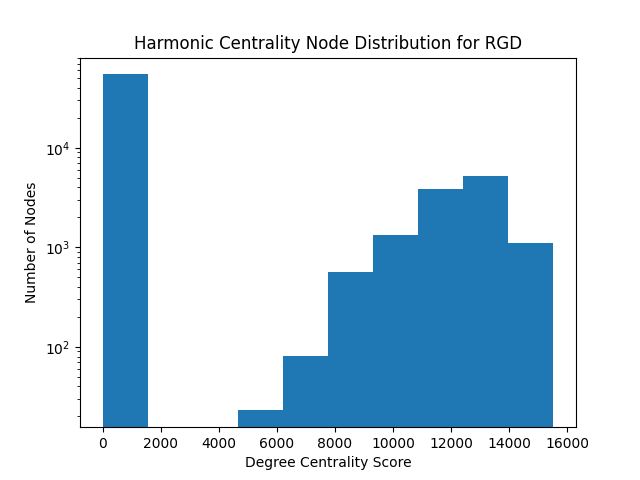 Harmonic Centrality Node Distribution for RGD
Number of Nodes
10^4
10^3
10^2
0 2000 4000 6000 8000 10000 12000 14000 16000
Degree Centrality Score